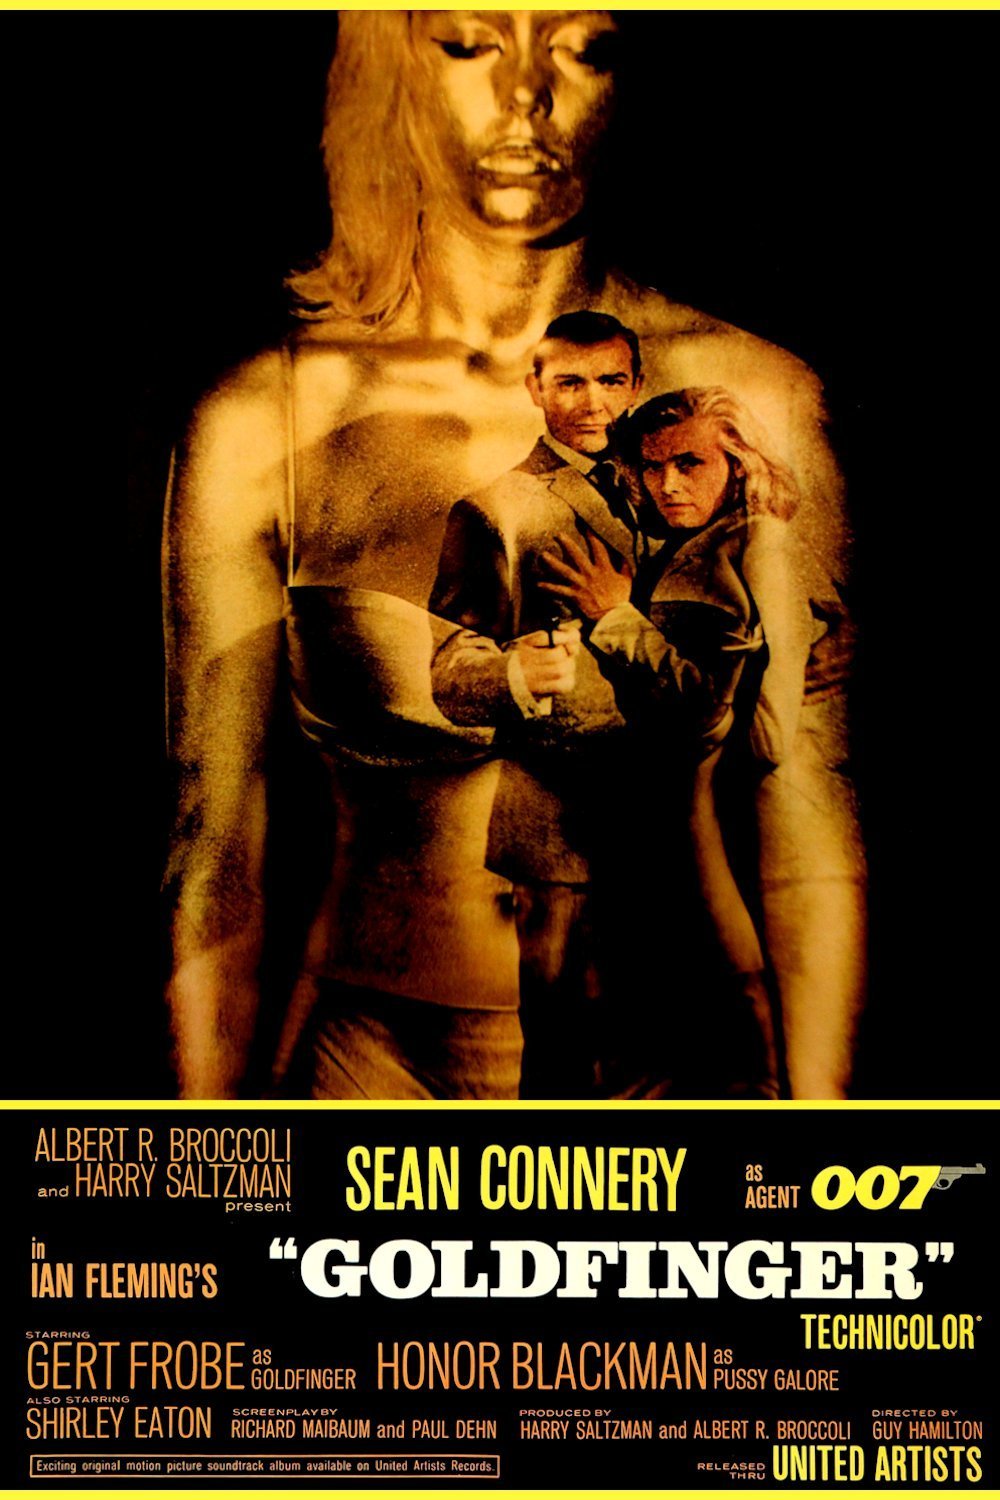 ALBERT R. BROCCOLI
and HARRY SALTZMAN
present
SEAN CONNERY
as
AGENT 007
in
IAN FLEMING'S
"GOLDFINGER"
TECHNICOLOR®
STARRING
GERT FROBE as GOLDFINGER
HONOR BLACKMAN as PUSSY GALORE
ALSO STARRING
SHIRLEY EATON
SCREENPLAY BY
RICHARD MAIBAUM and PAUL DEHN
PRODUCED BY
HARRY SALTZMAN and ALBERT R. BROCCOLI
DIRECTED BY
GUY HAMILTON
Exciting original motion picture soundtrack album available on United Artists Records.
RELEASED
THRU
UNITED ARTISTS